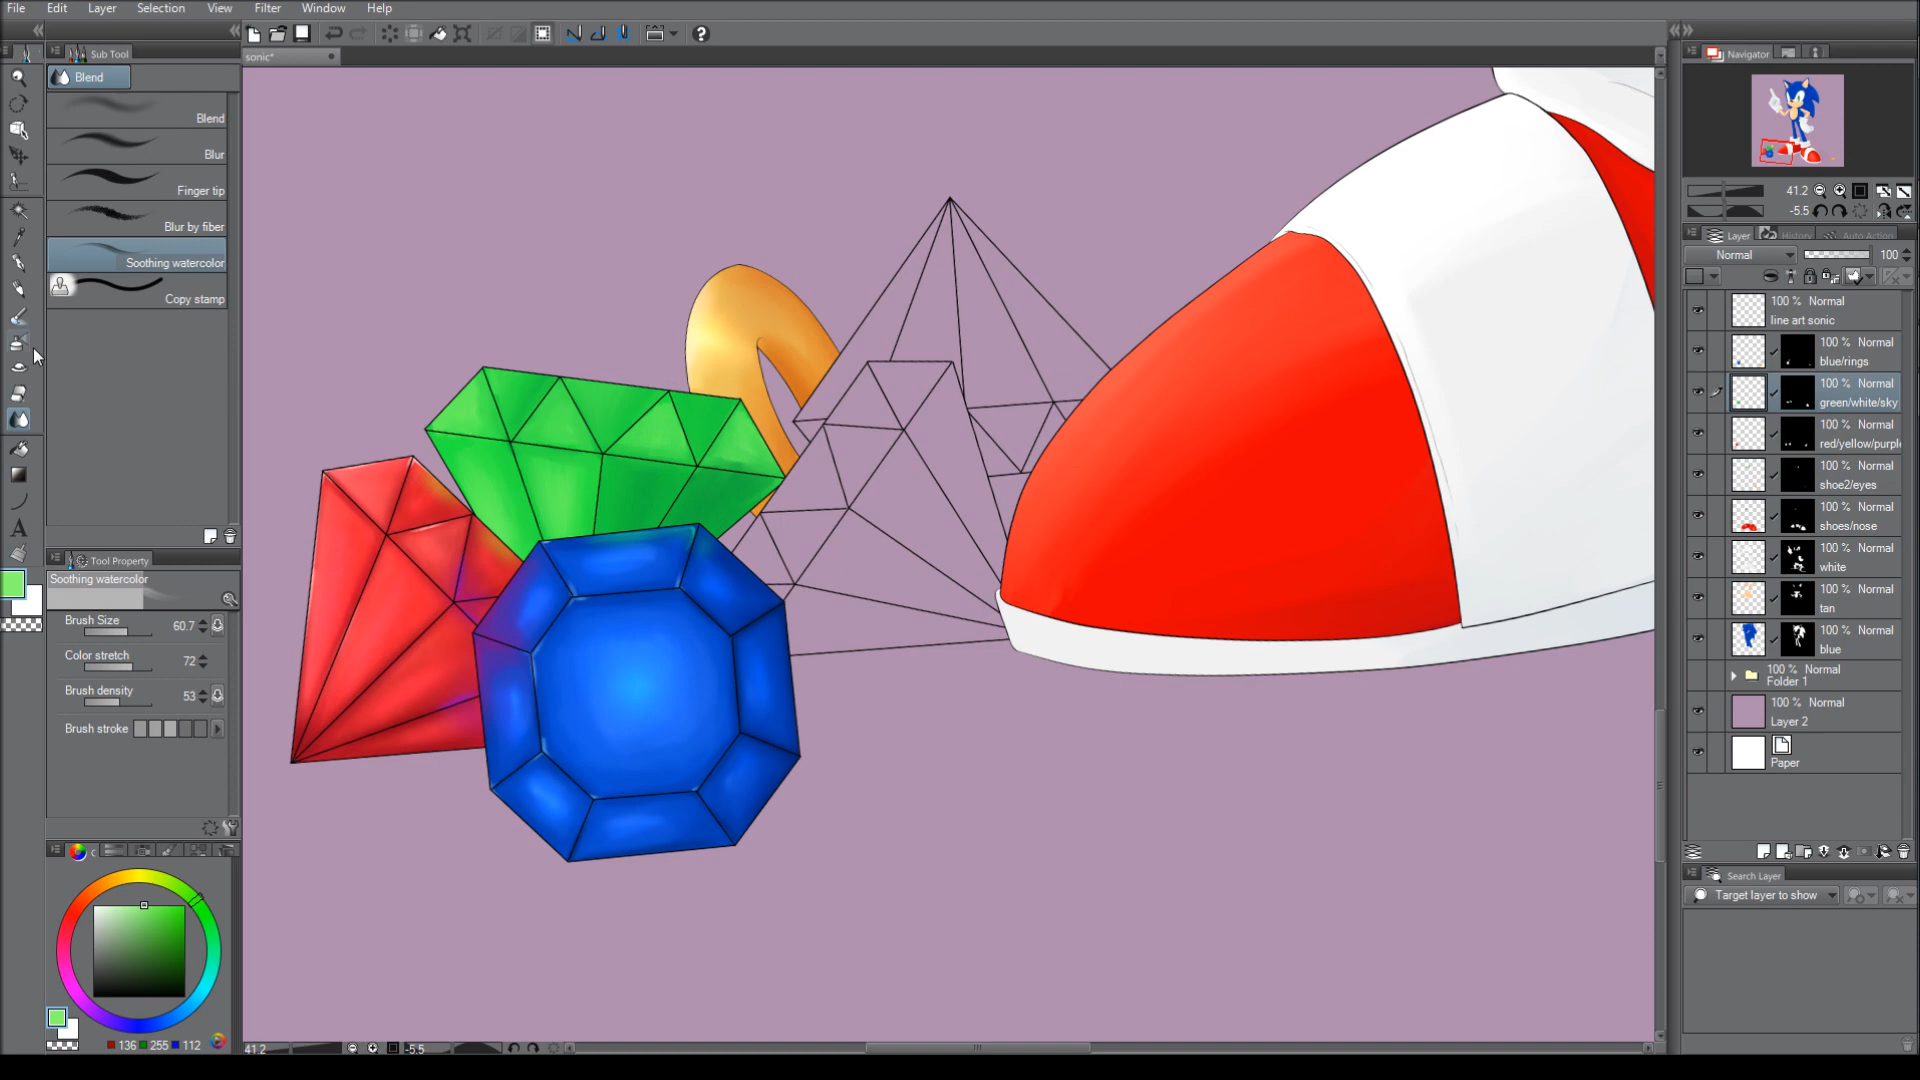 File Edit Layer Selection View Filter Window Help
sonic*
Sub Tool
Blend
Blend
Blur
Finger tip
Blur by fiber
Soothing watercolor
Copy stamp
A
Tool Property
Soothing watercolor
Brush Size 60.7
Color stretch 72
Brush density 53
Brush stroke
136 255 112
41.2 -5.5
Navigator
41.2
-5.5
Layer History Auto Action
Normal 100
100 % Normal
line art sonic
100 % Normal
blue/rings
100 % Normal
green/white/sky
100 % Normal
red/yellow/purpl
100 % Normal
shoe2/eyes
100 % Normal
shoes/nose
100 % Normal
white
100 % Normal
tan
100 % Normal
blue
100 % Normal
Folder 1
100 % Normal
Layer 2
Paper
Search Layer
Target layer to show